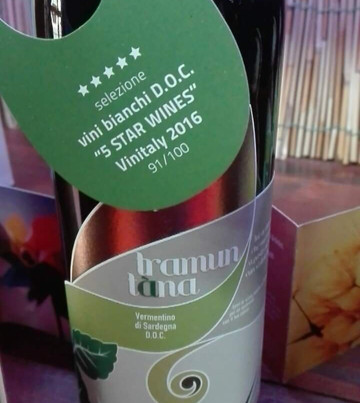 selezione
vini bianchi D.O.C.
"5 STAR WINES"
Vinitaly 2016
91/100
tramun
tana
Vermentino
di Sardegna
D.O.C.